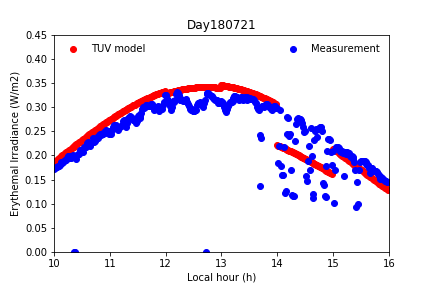 Day180721
TUV model
Measurement
Erythemal Irradiance (W/m2)
0.45
0.40
0.35
0.30
0.25
0.20
0.15
0.10
0.05
0.00
10 11 12 13 14 15 16
Local hour (h)